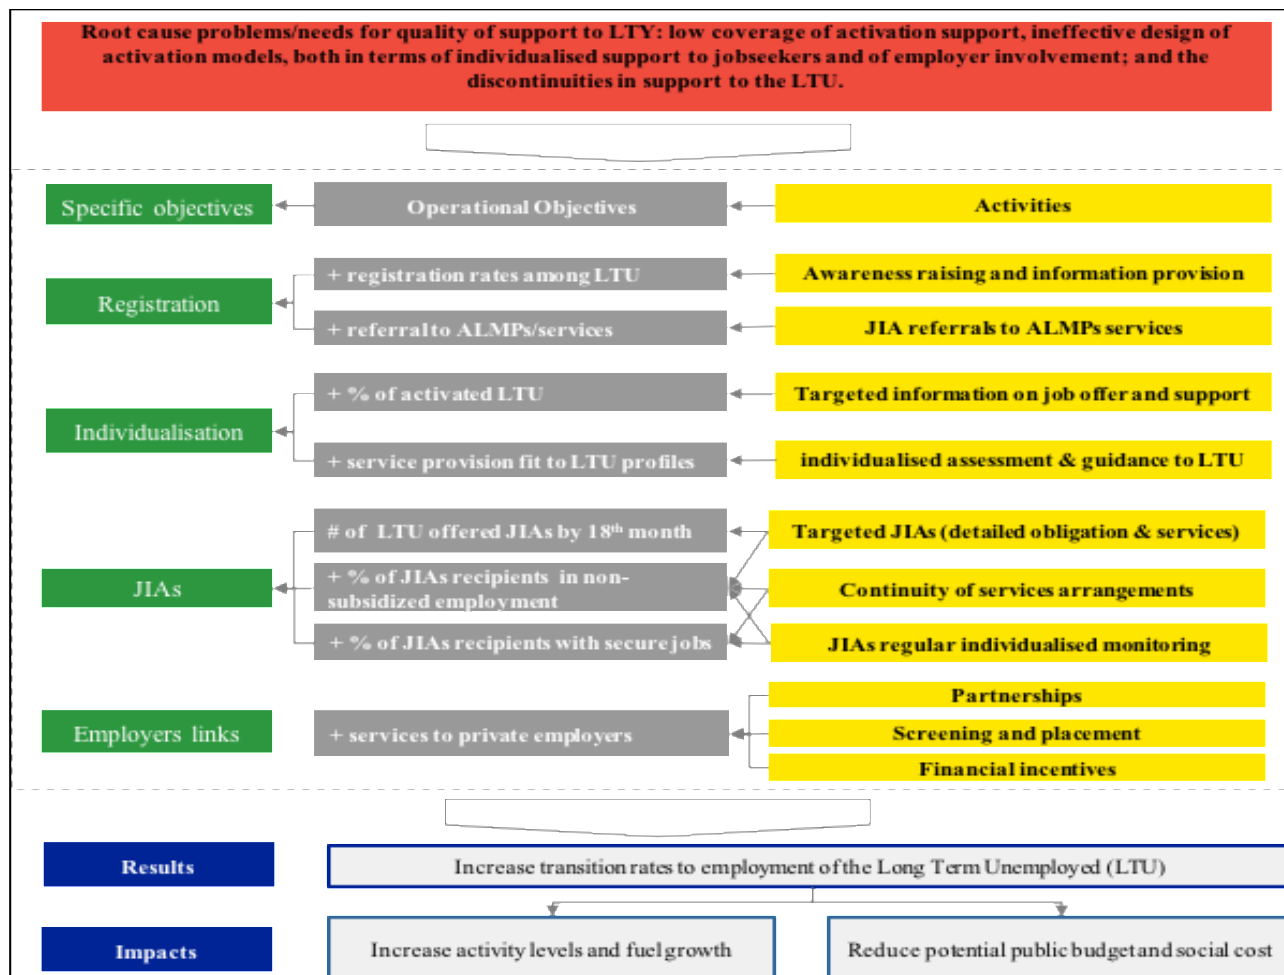 Root cause problems/needs for quality of support to LTY: low coverage of activation support, ineffective design of
activation models, both in terms of individualised support to jobseekers and of employer involvement; and the
discontinuities in support to the LTU.
Specific objectives
Operational Objectives
Activities
Registration
+ registration rates among LTU
Awareness raising and information provision
+ referral to ALMPs/services
JIA referrals to ALMPs services
Individualisation
+ % of activated LTU
Targeted information on job offer and support
+ service provision fit to LTU profiles
individualised assessment & guidance to LTU
JIAs
# of LTU offered JIAs by 18th month
Targeted JIAs (detailed obligation & services)
+ % of JIAs recipients in non-
subsidized employment
Continuity of services arrangements
+ % of JIAs recipients with secure jobs
JIAs regular individualised monitoring
Employers links
+ services to private employers
Partnerships
Screening and placement
Financial incentives
Results
Increase transition rates to employment of the Long Term Unemployed (LTU)
Impacts
Increase activity levels and fuel growth
Reduce potential public budget and social cost